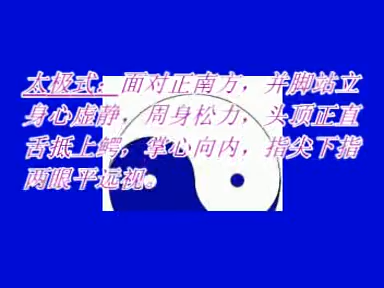 太极式：面对正南方，并脚站立
身心虚静，周身松力，头顶正直
舌抵上鳄，掌心向内，指尖下指
两眼平远视。